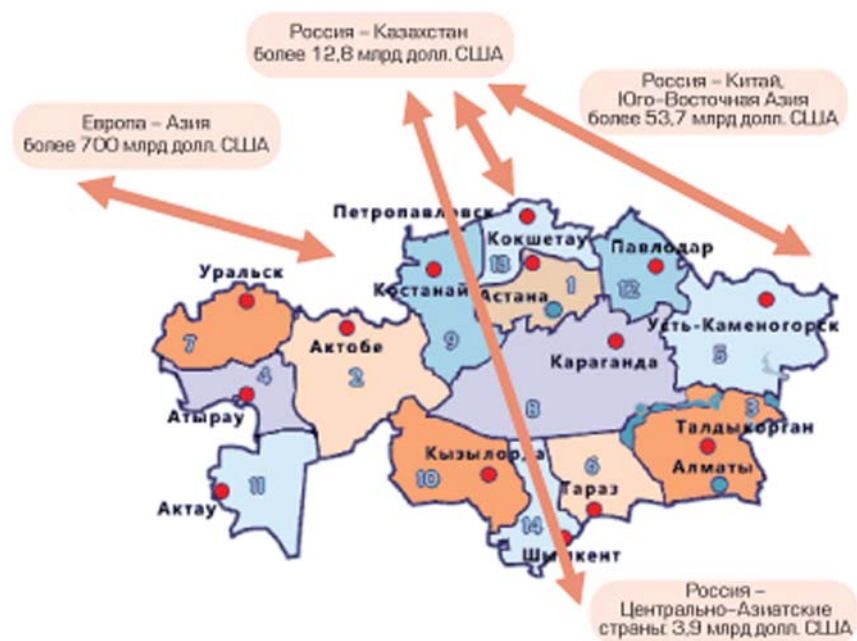 Россия – Казахстан
более 12,8 млрд долл. США
Россия – Китай,
Юго-Восточная Азия
более 53,7 млрд долл. США
Европа – Азия
более 700 млрд долл. США
Петропавловск
Кокшетау
13
Павлодар
12
Уральск
7
Костанай
9
Астана
1
Усть-Каменогорск
5
Актобе
2
Караганда
8
4
Атырау
3
Талдыкорган
Алматы
Кызылорда
10
6
Тараз
11
Актау
14
Шымкент
Россия –
Центрально-Азиатские
страны: 3,9 млрд долл. США